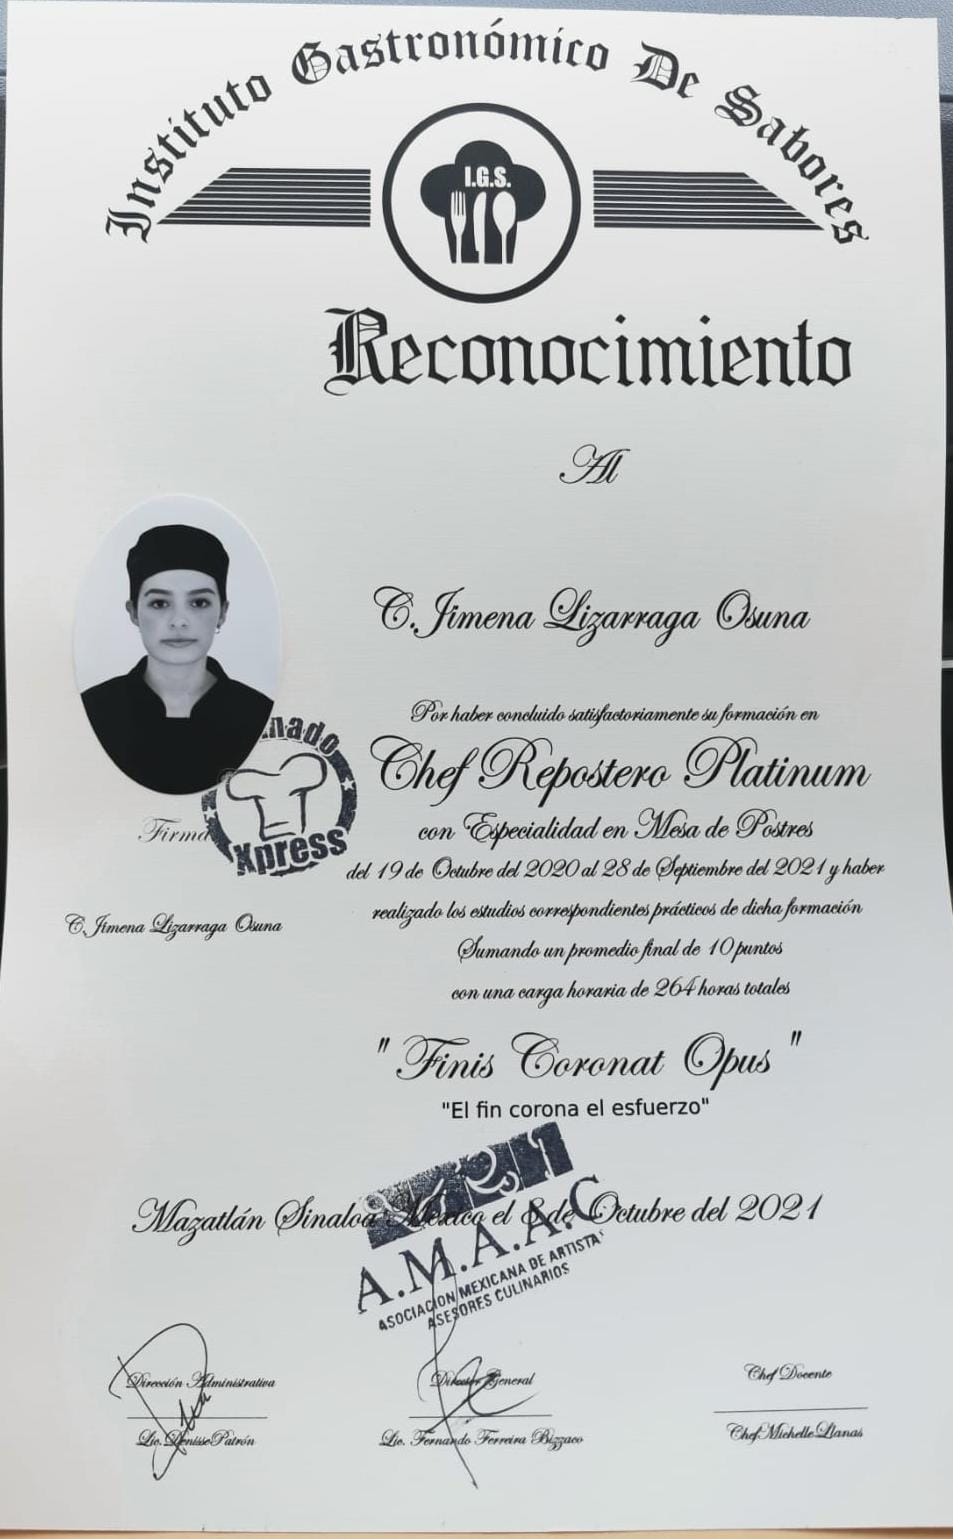 Instituto Gastronómico De Sabores
I.G.S.
Reconocimiento
Al
C. Jimena Lizarraga Osuna
Por haber concluido satisfactoriamente su formación en
Chef Repostero Platinum
con Especialidad en Mesa de Postres
del 19 de Octubre del 2020 al 28 de Septiembre del 2021 y haber
realizado los estudios correspondientes prácticos de dicha formación
Sumando un promedio final de 10 puntos
con una carga horaria de 264 horas totales
Firma
Xpress
C. Jimena Lizarraga Osuna
" Finis Coronat Opus "
"El fin corona el esfuerzo"
Mazatlán Sinaloa México el 8 de Octubre del 2021
A.M.A.A.C
ASOCIACION MEXICANA DE ARTISTA
ASESORES CULINARIOS
Dirección Administrativa
Lic. Denisse Patrón
Director General
Lic. Fernando Ferreira Bizzaco
Chef Docente
Chef Michelle Llanas